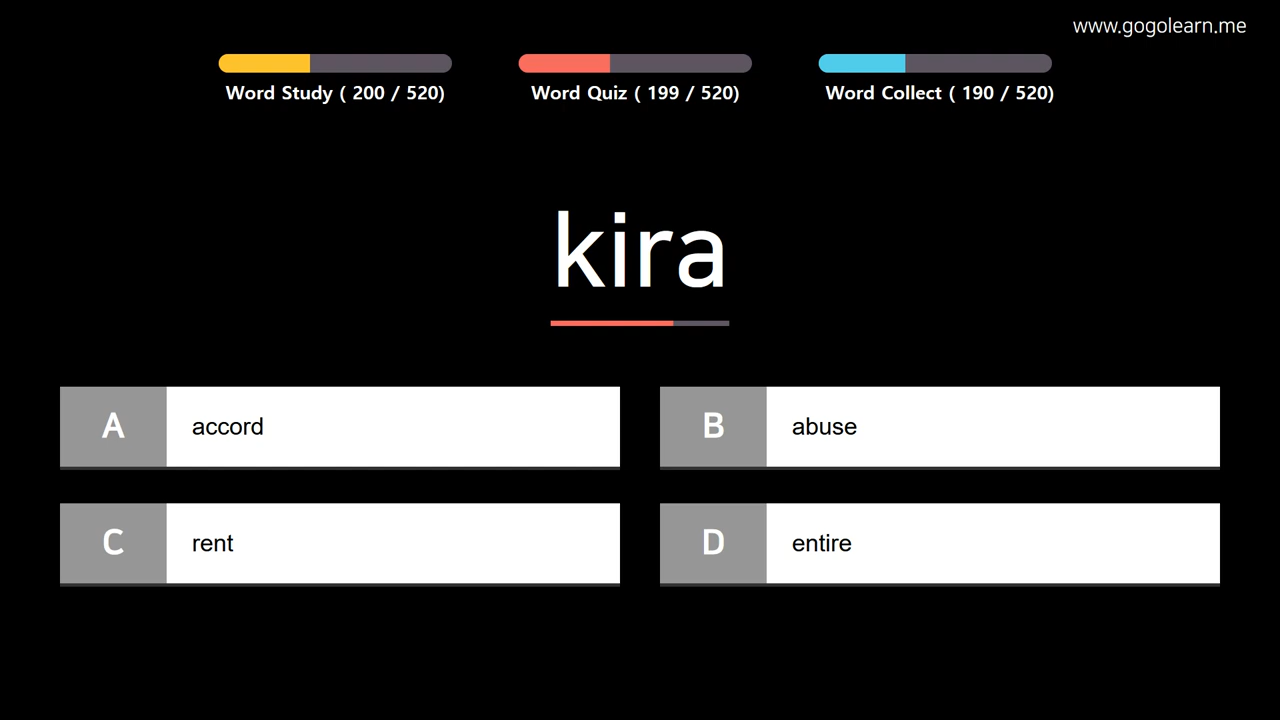 www.gogolearn.me
Word Study ( 200 / 520)
Word Quiz ( 199 / 520)
Word Collect ( 190 / 520)
kira
A accord
B abuse
C rent
D entire